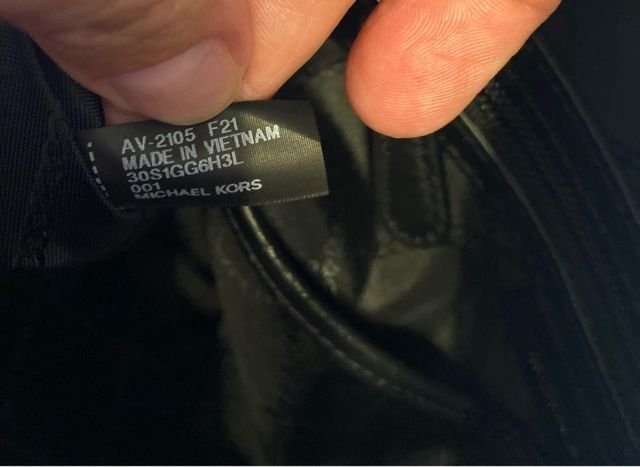 AV-2105 F21
MADE IN VIETNAM
30S1GG6H3L
001
MICHAEL KORS